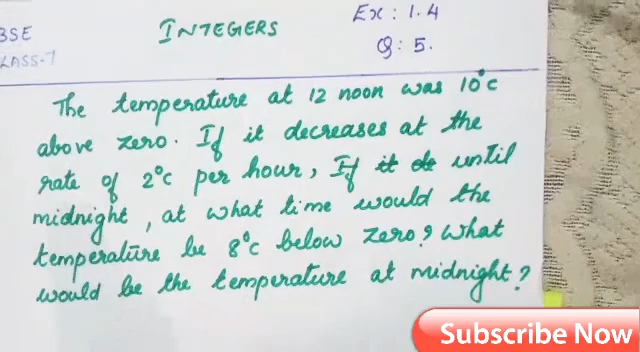 BSE
LASS-7
INTEGERS
Ex: 1.4
Q: 5.
The temperature at 12 noon was 10°c
above zero. If it decreases at the
rate of 2°c per hour, If it de until
midnight, at what time would the
temperature be 8°c below zero? what
would be the temperature at midnight?
Subscribe Now